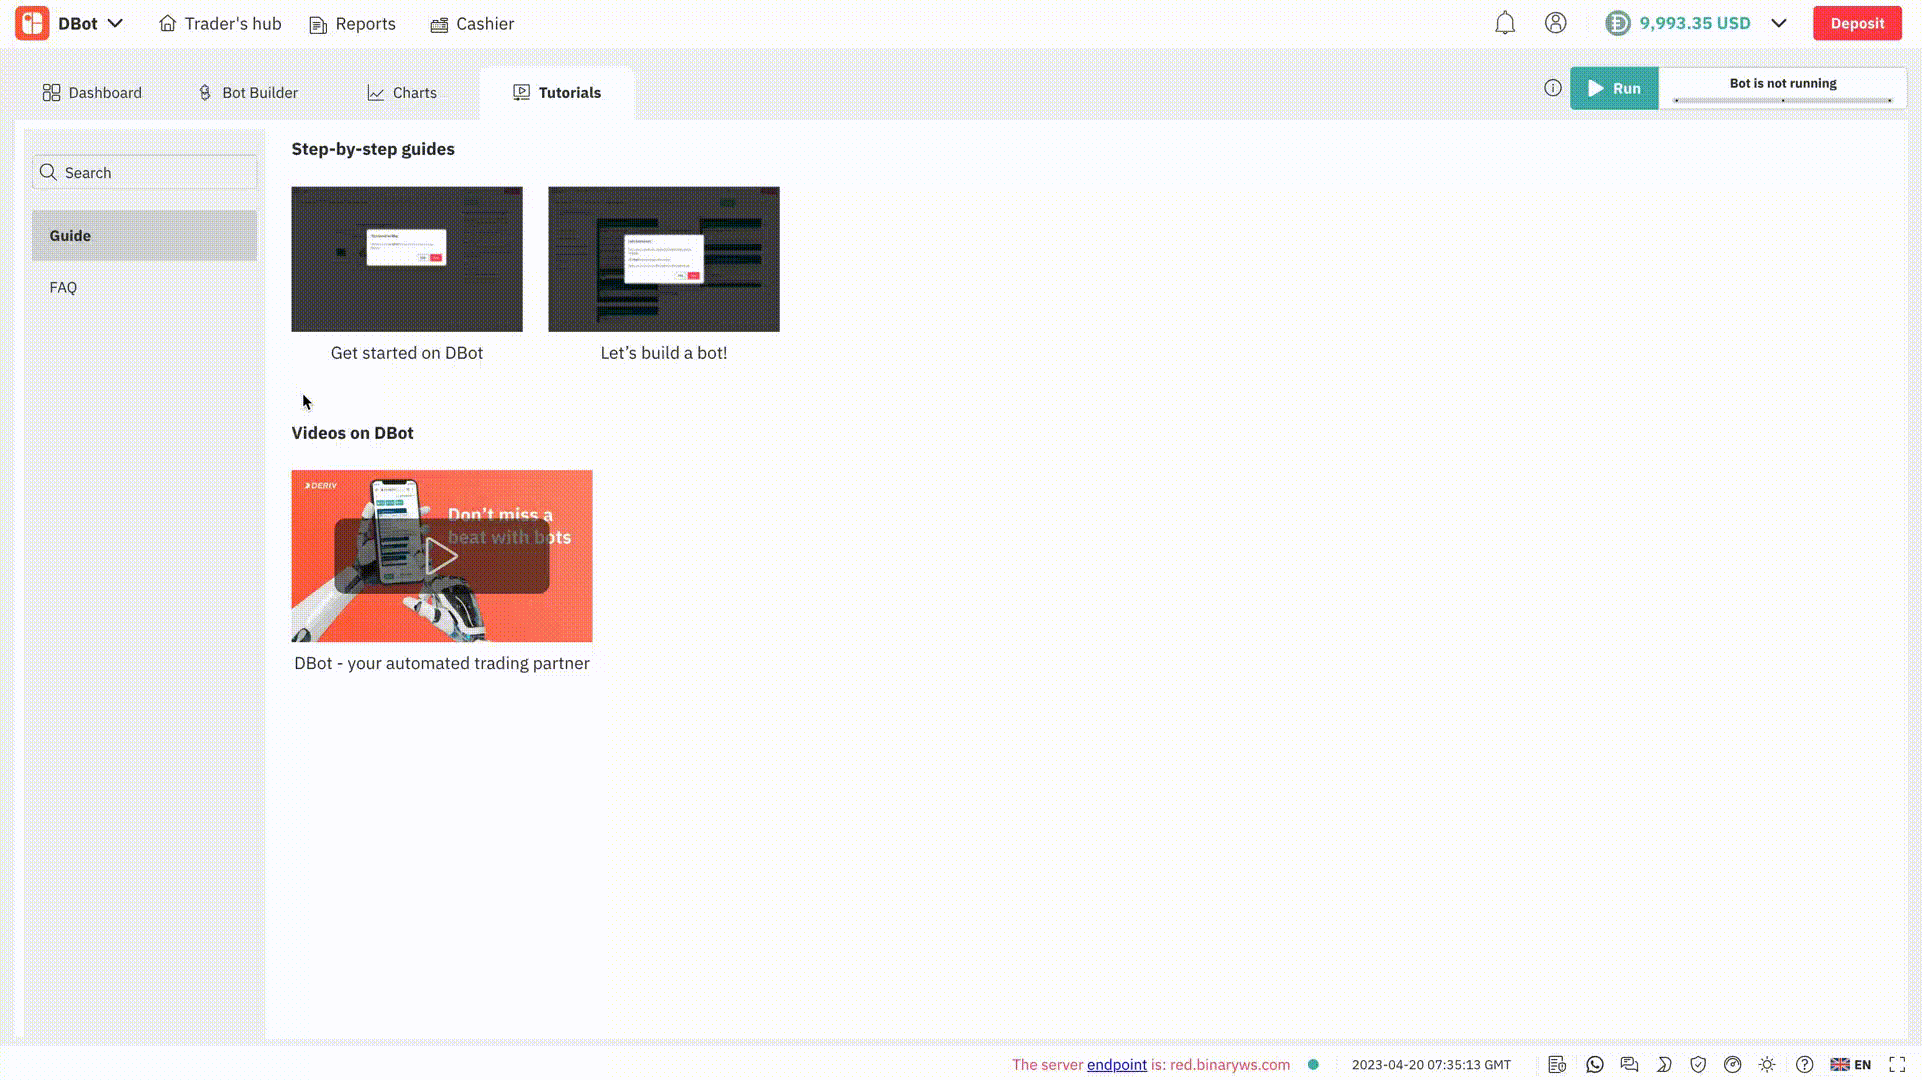 DBot
Trader's hub
Reports
Cashier
9,993.35 USD
Deposit
Dashboard
Bot Builder
Charts
Tutorials
Run
Bot is not running
Search
Guide
FAQ
Step-by-step guides
Get started on DBot
Let’s build a bot!
Videos on DBot
DERIV
Don't miss a
beat with bots
DBot - your automated trading partner
The server endpoint is: red.binaryws.com
2023-04-20 07:35:13 GMT
EN